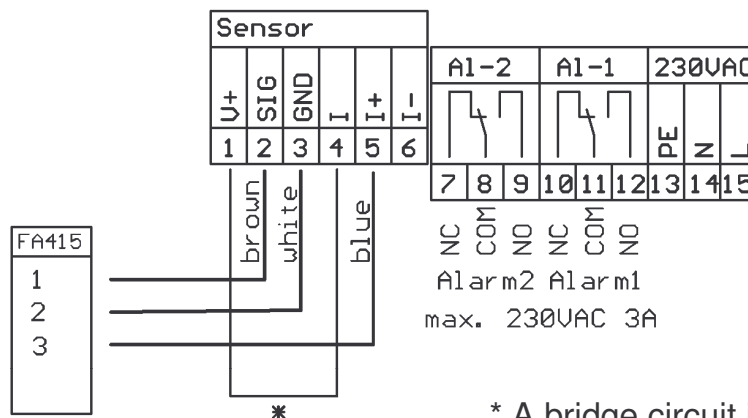 Sensor
V+ SIG GND I I+ I-
1 2 3 4 5 6
Al-2 Al-1 230VAC
PE N L
7 8 9 10 11 12 13 14 15
brown white blue
NC COM NO NC COM NO
Alarm2 Alarm1
max. 230VAC 3A
FA415
1
2
3
*
* A bridge circuit